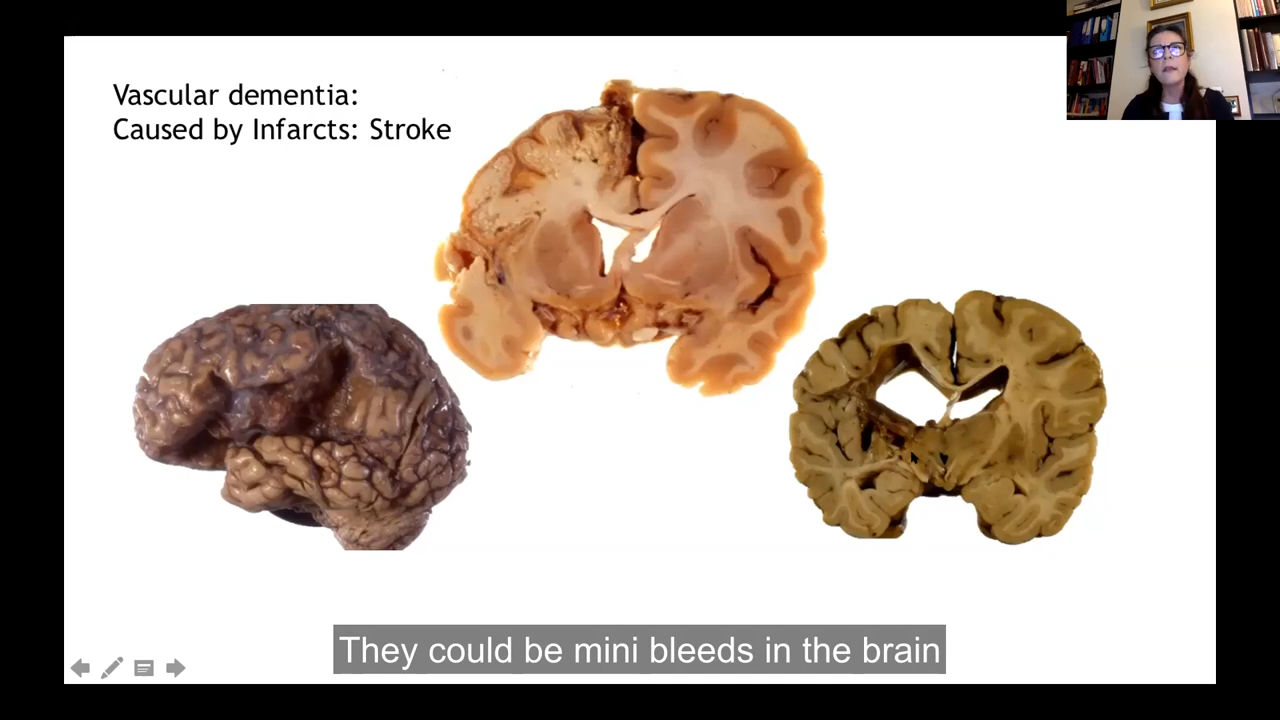 Vascular dementia:
Caused by Infarcts: Stroke
They could be mini bleeds in the brain